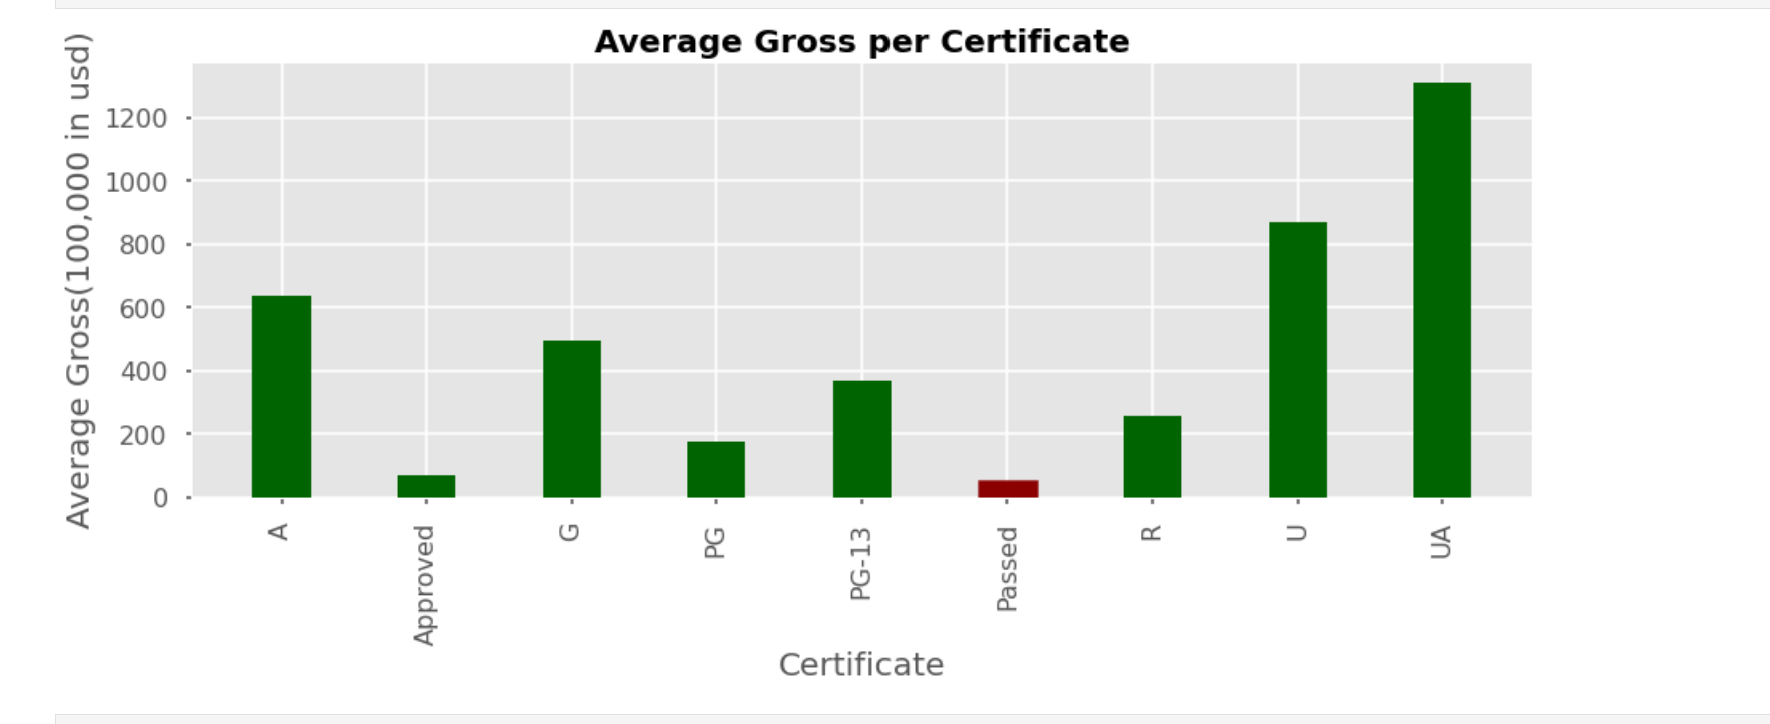 Average Gross per Certificate
Average Gross(100,000 in usd)
1200
1000
800
600
400
200
0
A
Approved
G
PG
PG-13
Passed
R
U
UA
Certificate